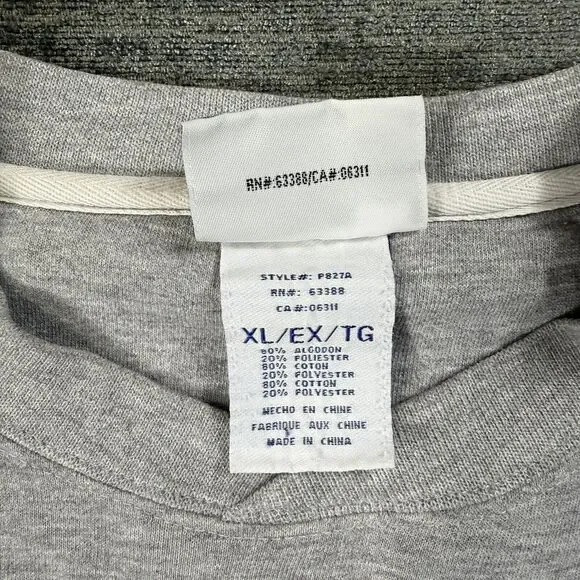 RN#:63388/CA#:06311
STYLE#: P827A
RN#: 63388
CA#:06311
XL/EX/TG
80% ALGODON
20% POLIESTER
80% COTON
20% POLYESTER
80% COTTON
20% POLYESTER
HECHO EN CHINE
FABRIQUE AUX CHINE
MADE IN CHINA